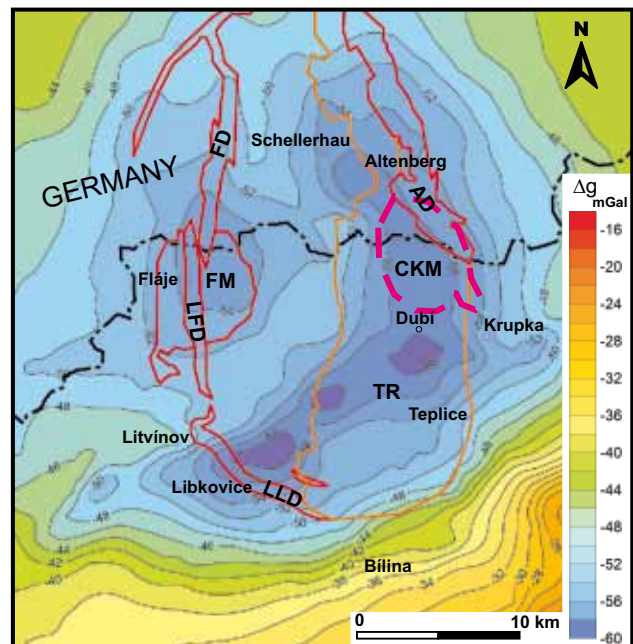 N
Schellerhau
Altenberg
GERMANY
FD
AD
Δg
mGal
-16
-20
-24
-28
-32
-36
-40
-44
-48
-52
-56
-60
CKM
Fláje
FM
LFD
Dubí
Krupka
TR
Teplice
Litvínov
Libkovice
LLD
Bílina
0
10 km